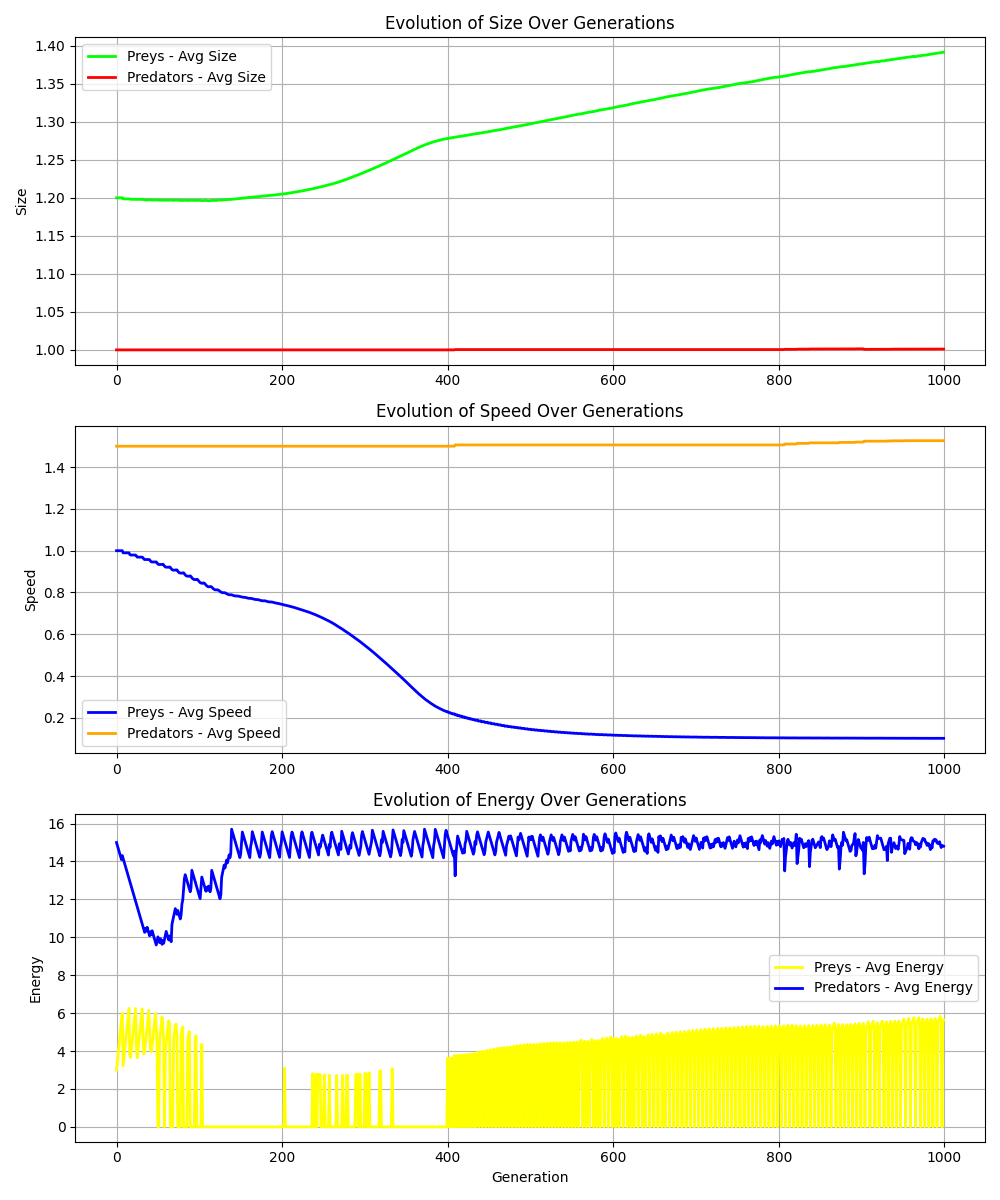 Evolution of Size Over Generations
Preys - Avg Size
Predators - Avg Size
Size
1.40
1.35
1.30
1.25
1.20
1.15
1.10
1.05
1.00
0 200 400 600 800 1000
Evolution of Speed Over Generations
Speed
1.4
1.2
1.0
0.8
0.6
0.4
0.2
Preys - Avg Speed
Predators - Avg Speed
0 200 400 600 800 1000
Evolution of Energy Over Generations
Energy
16
14
12
10
8
6
4
2
0
Preys - Avg Energy
Predators - Avg Energy
0 200 400 600 800 1000
Generation